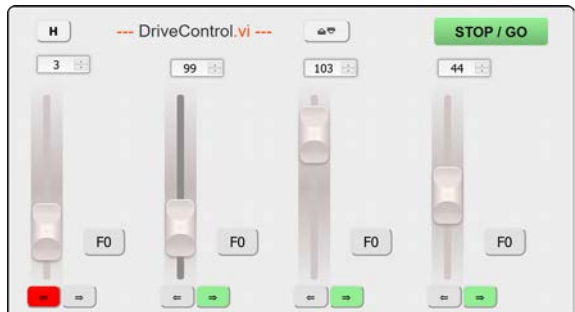 H --- DriveControl.vi --- STOP / GO
3 99 103 44
F0 F0 F0 F0
⇐ ⇒ ⇐ ⇒ ⇐ ⇒ ⇐ ⇒